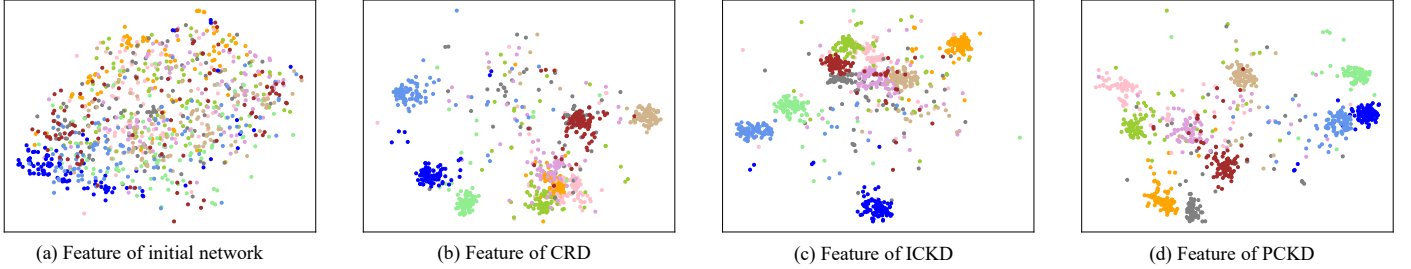 (a) Feature of initial network
(b) Feature of CRD
(c) Feature of ICKD
(d) Feature of PCKD